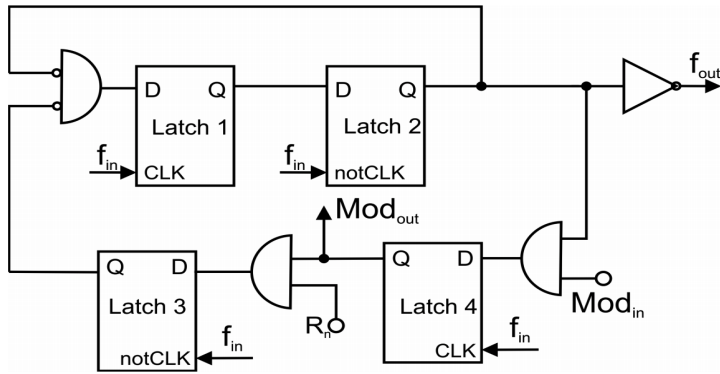 f_out
D Q
Latch 1
f_in
CLK
D Q
Latch 2
f_in
notCLK
Mod_out
Q D
Latch 3
f_in
notCLK
R_n
Q D
Latch 4
f_in
CLK
Mod_in